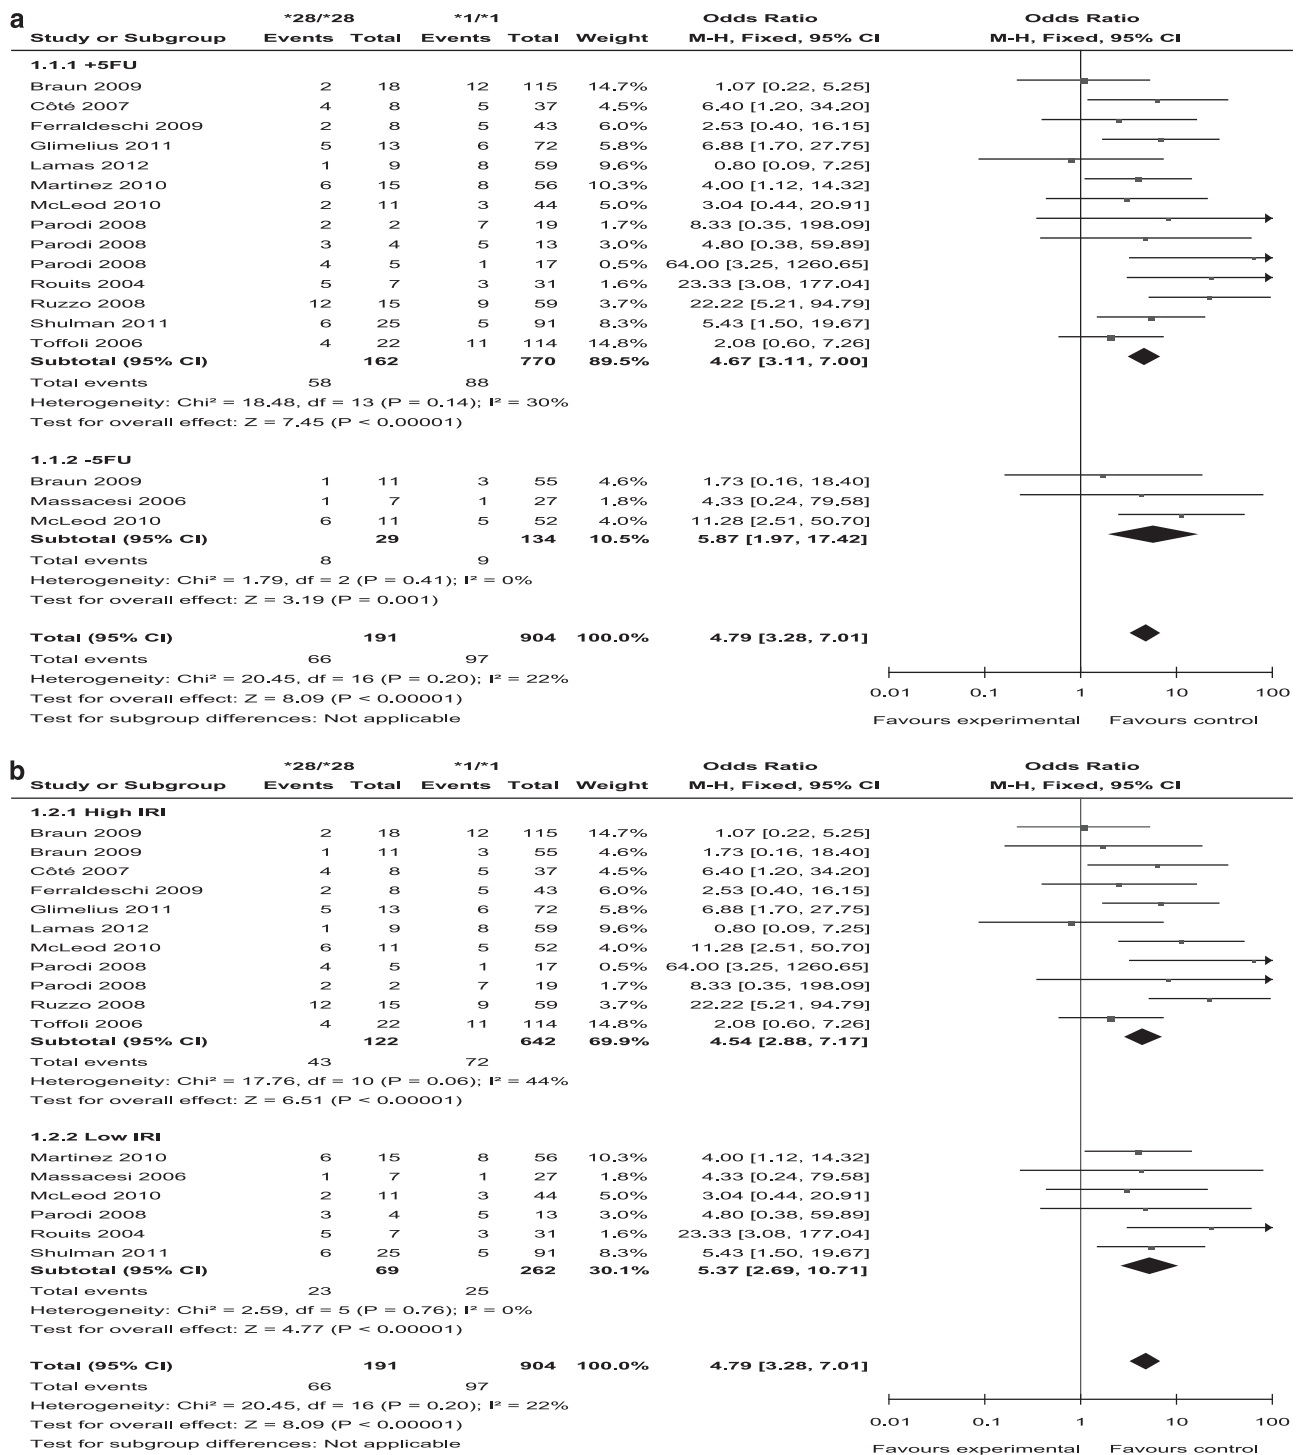 a
*28/*28 *1/*1 Odds Ratio Odds Ratio
Study or Subgroup Events Total Events Total Weight M-H, Fixed, 95% CI M-H, Fixed, 95% CI
1.1.1 +5FU
Braun 2009 2 18 12 115 14.7% 1.07 [0.22, 5.25]
Côté 2007 4 8 5 37 4.5% 6.40 [1.20, 34.20]
Ferraldeschi 2009 2 8 5 43 6.0% 2.53 [0.40, 16.15]
Glimelius 2011 5 13 6 72 5.8% 6.88 [1.70, 27.75]
Lamas 2012 1 9 8 59 9.6% 0.80 [0.09, 7.25]
Martinez 2010 6 15 8 56 10.3% 4.00 [1.12, 14.32]
McLeod 2010 2 11 3 44 5.0% 3.04 [0.44, 20.91]
Parodi 2008 2 2 7 19 1.7% 8.33 [0.35, 198.09]
Parodi 2008 3 4 5 13 3.0% 4.80 [0.38, 59.89]
Parodi 2008 4 5 1 17 0.5% 64.00 [3.25, 1260.65]
Rouits 2004 5 7 3 31 1.6% 23.33 [3.08, 177.04]
Ruzzo 2008 12 15 9 59 3.7% 22.22 [5.21, 94.79]
Shulman 2011 6 25 5 91 8.3% 5.43 [1.50, 19.67]
Toffoli 2006 4 22 11 114 14.8% 2.08 [0.60, 7.26]
Subtotal (95% CI) 162 770 89.5% 4.67 [3.11, 7.00]
Total events 58 88
Heterogeneity: Chi² = 18.48, df = 13 (P = 0.14); I² = 30%
Test for overall effect: Z = 7.45 (P < 0.00001)
1.1.2 -5FU
Braun 2009 1 11 3 55 4.6% 1.73 [0.16, 18.40]
Massacesi 2006 1 7 1 27 1.8% 4.33 [0.24, 79.58]
McLeod 2010 6 11 5 52 4.0% 11.28 [2.51, 50.70]
Subtotal (95% CI) 29 134 10.5% 5.87 [1.97, 17.42]
Total events 8 9
Heterogeneity: Chi² = 1.79, df = 2 (P = 0.41); I² = 0%
Test for overall effect: Z = 3.19 (P = 0.001)
Total (95% CI) 191 904 100.0% 4.79 [3.28, 7.01]
Total events 66 97
Heterogeneity: Chi² = 20.45, df = 16 (P = 0.20); I² = 22%
Test for overall effect: Z = 8.09 (P < 0.00001)
Test for subgroup differences: Not applicable
0.01 0.1 1 10 100
Favours experimental Favours control
b
*28/*28 *1/*1 Odds Ratio Odds Ratio
Study or Subgroup Events Total Events Total Weight M-H, Fixed, 95% CI M-H, Fixed, 95% CI
1.2.1 High IRI
Braun 2009 2 18 12 115 14.7% 1.07 [0.22, 5.25]
Braun 2009 1 11 3 55 4.6% 1.73 [0.16, 18.40]
Côté 2007 4 8 5 37 4.5% 6.40 [1.20, 34.20]
Ferraldeschi 2009 2 8 5 43 6.0% 2.53 [0.40, 16.15]
Glimelius 2011 5 13 6 72 5.8% 6.88 [1.70, 27.75]
Lamas 2012 1 9 8 59 9.6% 0.80 [0.09, 7.25]
McLeod 2010 6 11 5 52 4.0% 11.28 [2.51, 50.70]
Parodi 2008 4 5 1 17 0.5% 64.00 [3.25, 1260.65]
Parodi 2008 2 2 7 19 1.7% 8.33 [0.35, 198.09]
Ruzzo 2008 12 15 9 59 3.7% 22.22 [5.21, 94.79]
Toffoli 2006 4 22 11 114 14.8% 2.08 [0.60, 7.26]
Subtotal (95% CI) 122 642 69.9% 4.54 [2.88, 7.17]
Total events 43 72
Heterogeneity: Chi² = 17.76, df = 10 (P = 0.06); I² = 44%
Test for overall effect: Z = 6.51 (P < 0.00001)
1.2.2 Low IRI
Martinez 2010 6 15 8 56 10.3% 4.00 [1.12, 14.32]
Massacesi 2006 1 7 1 27 1.8% 4.33 [0.24, 79.58]
McLeod 2010 2 11 3 44 5.0% 3.04 [0.44, 20.91]
Parodi 2008 3 4 5 13 3.0% 4.80 [0.38, 59.89]
Rouits 2004 5 7 3 31 1.6% 23.33 [3.08, 177.04]
Shulman 2011 6 25 5 91 8.3% 5.43 [1.50, 19.67]
Subtotal (95% CI) 69 262 30.1% 5.37 [2.69, 10.71]
Total events 23 25
Heterogeneity: Chi² = 2.59, df = 5 (P = 0.76); I² = 0%
Test for overall effect: Z = 4.77 (P < 0.00001)
Total (95% CI) 191 904 100.0% 4.79 [3.28, 7.01]
Total events 66 97
Heterogeneity: Chi² = 20.45, df = 16 (P = 0.20); I² = 22%
Test for overall effect: Z = 8.09 (P < 0.00001)
Test for subgroup differences: Not applicable
0.01 0.1 1 10 100
Favours experimental Favours control